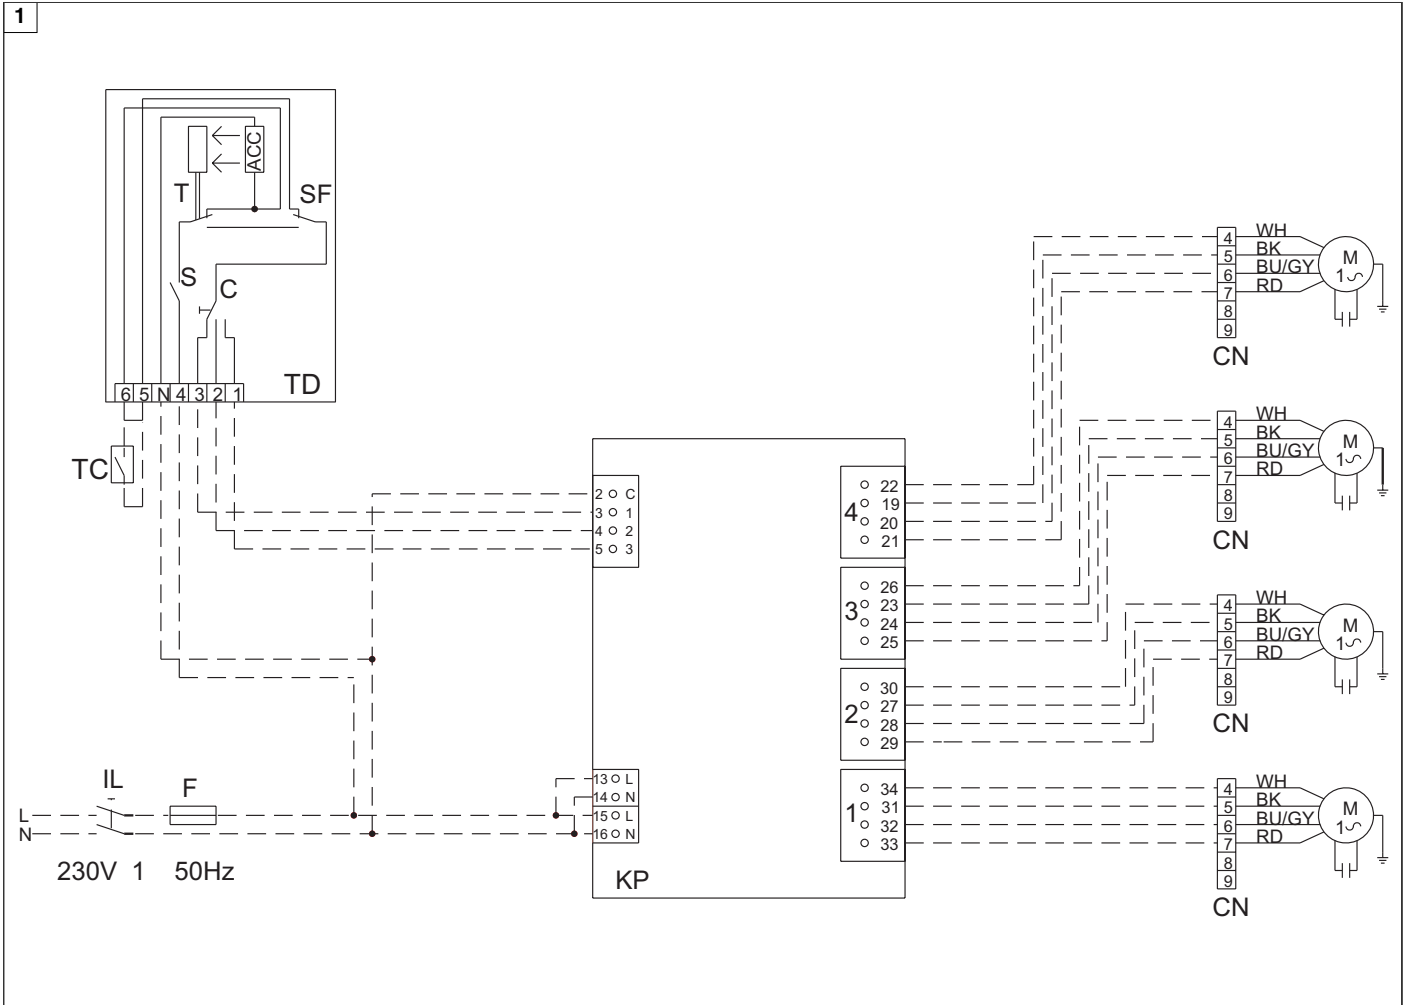 1
ACC
T
SF
S
C
TD
6 5 N 4 3 2 1
TC
2 C
3 1
4 2
5 3
13 L
14 N
15 L
16 N
KP
4
22
19
20
21
3
26
23
24
25
2
30
27
28
29
1
34
31
32
33
IL
F
L
N
230V 1 50Hz
4 WH
5 BK
6 BU/GY
7 RD
8
9
CN
M
1
4 WH
5 BK
6 BU/GY
7 RD
8
9
CN
M
1
4 WH
5 BK
6 BU/GY
7 RD
8
9
CN
M
1
4 WH
5 BK
6 BU/GY
7 RD
8
9
CN
M
1